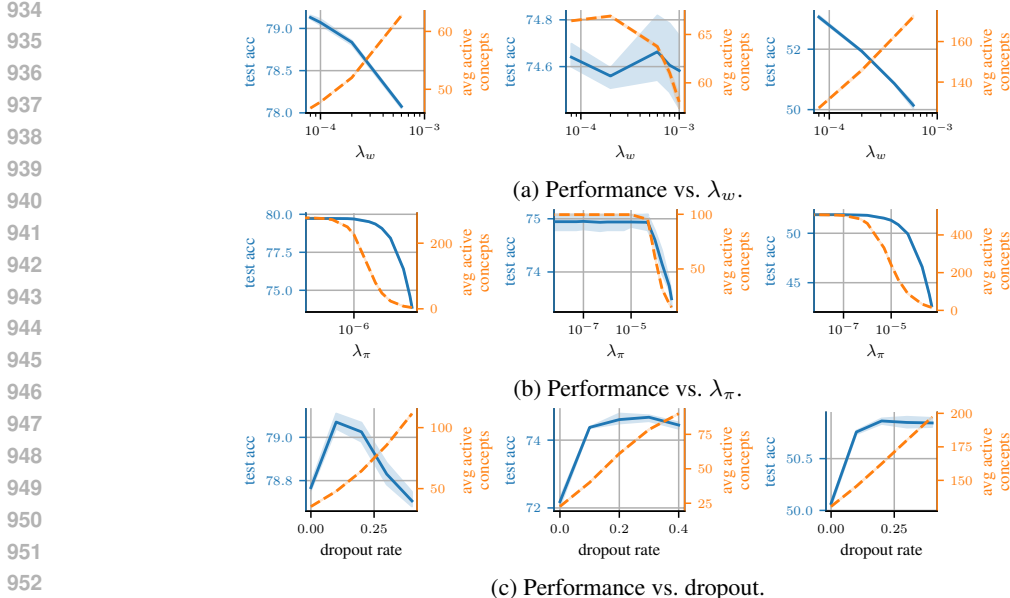 934
935
936
937
938
939
940
941
942
943
944
945
946
947
948
949
950
951
952
79.0
78.5
78.0
test acc
60
50
avg active
concepts
10⁻⁴
10⁻³
λ_w
74.8
74.6
test acc
65
60
avg active
concepts
10⁻⁴
10⁻³
λ_w
52
50
test acc
160
140
avg active
concepts
10⁻⁴
10⁻³
λ_w
(a) Performance vs. λ_w.
80.0
77.5
75.0
test acc
200
0
avg active
concepts
10⁻⁶
λ_π
75
74
test acc
100
50
avg active
concepts
10⁻⁷
10⁻⁵
λ_π
50
45
test acc
400
200
0
avg active
concepts
10⁻⁷
10⁻⁵
λ_π
(b) Performance vs. λ_π.
79.0
78.8
test acc
100
50
avg active
concepts
0.00
0.25
dropout rate
74
72
test acc
75
50
25
avg active
concepts
0.0
0.2
0.4
dropout rate
50.5
50.0
test acc
200
175
150
avg active
concepts
0.00
0.25
dropout rate
(c) Performance vs. dropout.